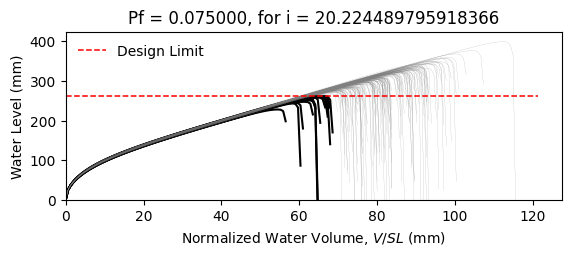 Pf = 0.075000, for i = 20.224489795918366
Design Limit
Water Level (mm)
400
300
200
100
0
0 20 40 60 80 100 120
Normalized Water Volume, V/SL (mm)